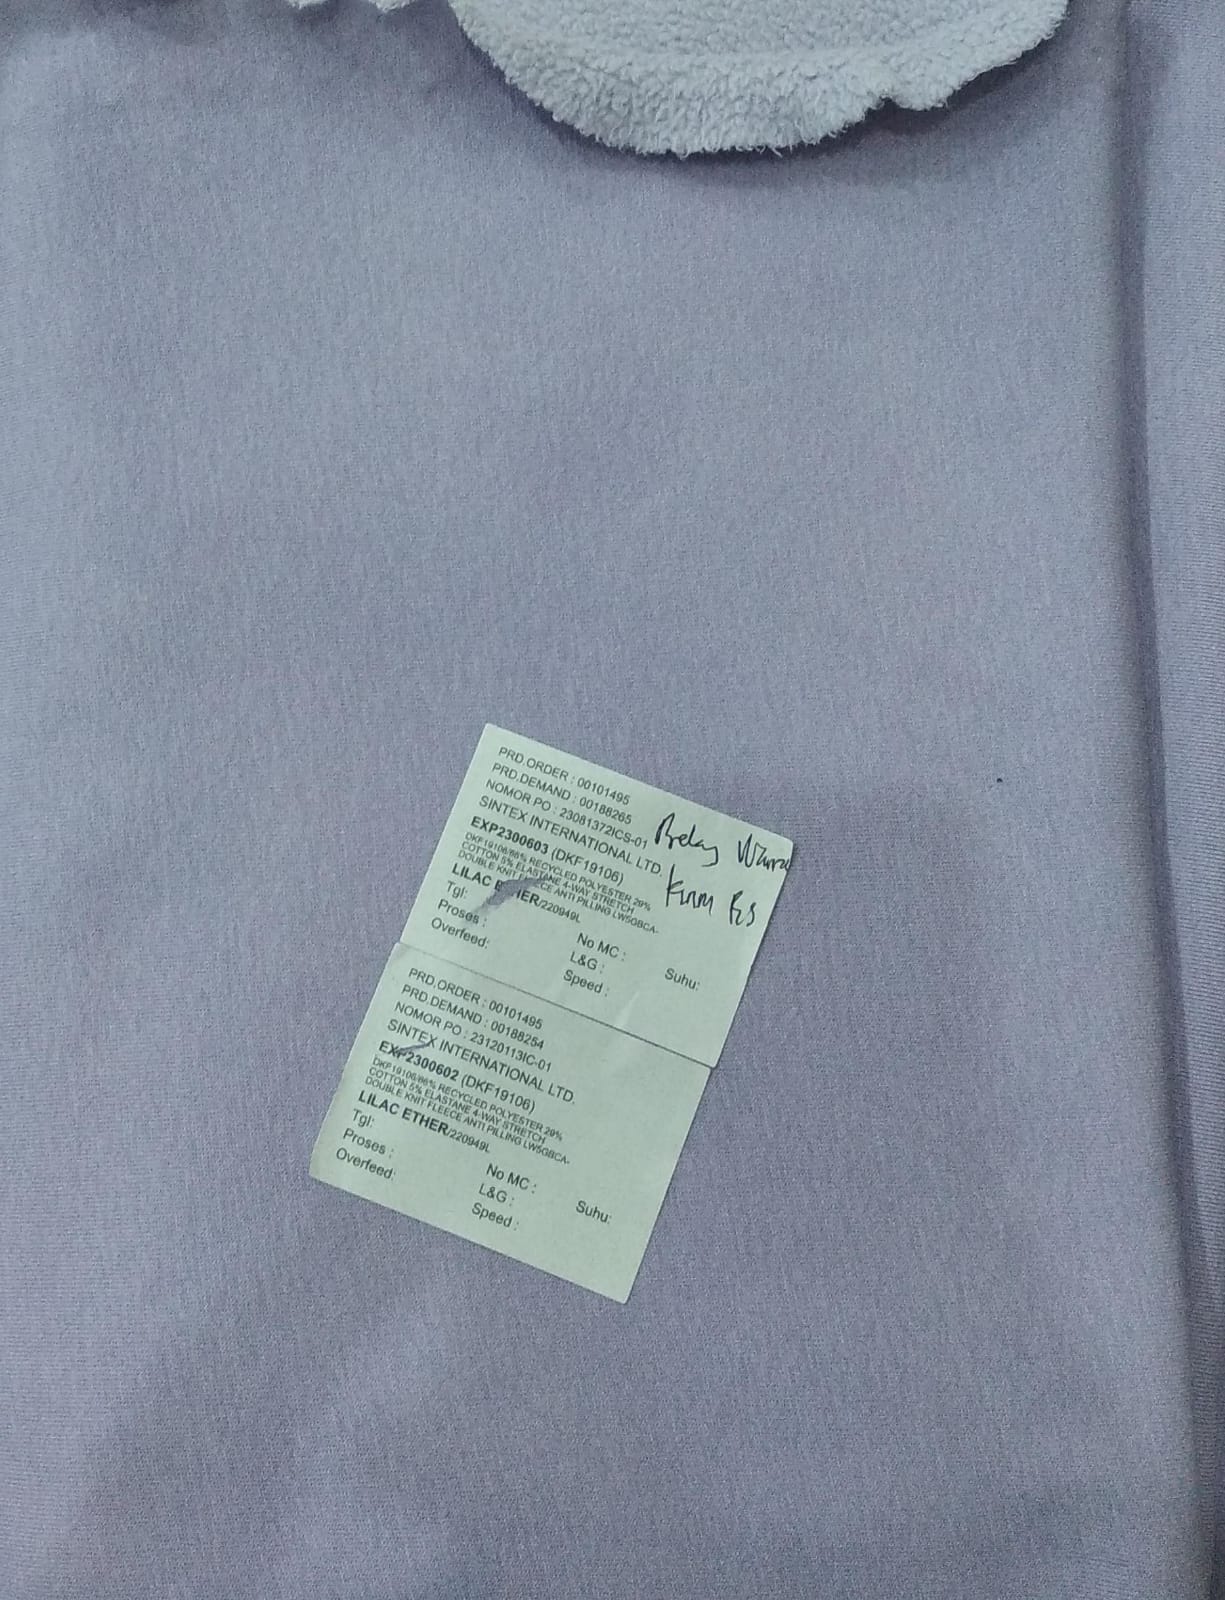 PRD.ORDER : 00101495
PRD.DEMAND : 00188265
NOMOR PO : 23081372ICS-01
SINTEX INTERNATIONAL LTD.
EXP2300603 (DKF19106)
DKF19106/66% RECYCLED POLYESTER 29%
COTTON 5% ELASTANE 4-WAY STRETCH
DOUBLE KNIT FLEECE ANTI PILLING LW5GBCA-
LILAC ETHER/220949L
Tgl:
Proses :
No MC :
Overfeed:
L&G :
Suhu:
Speed :
Belang Warna
Kirim
PRD.ORDER : 00101495
PRD.DEMAND : 00188254
NOMOR PO : 23120113IC-01
SINTEX INTERNATIONAL LTD.
EXP2300602 (DKF19106)
DKF19106/66% RECYCLED POLYESTER 29%
COTTON 5% ELASTANE 4-WAY STRETCH
DOUBLE KNIT FLEECE ANTI PILLING LW5GBCA-
LILAC ETHER/220949L
Tgl:
Proses :
No MC :
Overfeed:
L&G :
Suhu:
Speed :